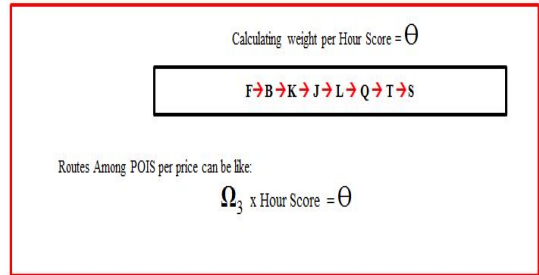 Calculating weight per Hour Score = Θ
F→B→K→J→L→Q→T→S
Routes Among POIS per price can be like:
Ω₃ x Hour Score = Θ